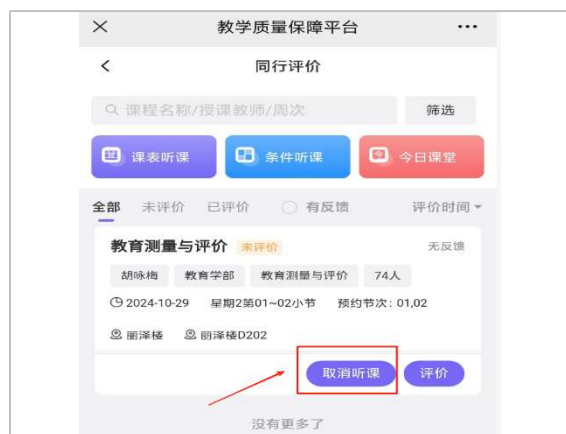 教学质量保障平台
同行评价
课程名称/授课教师/周次 筛选
课表听课 条件听课 今日课堂
全部 未评价 已评价 有反馈 评价时间
教育测量与评价 未评价 无反馈
胡咏梅 教育学部 教育测量与评价 74人
2024-10-29 星期2第01~02小节 预约节次: 01,02
丽泽楼 丽泽楼D202
取消听课 评价
没有更多了